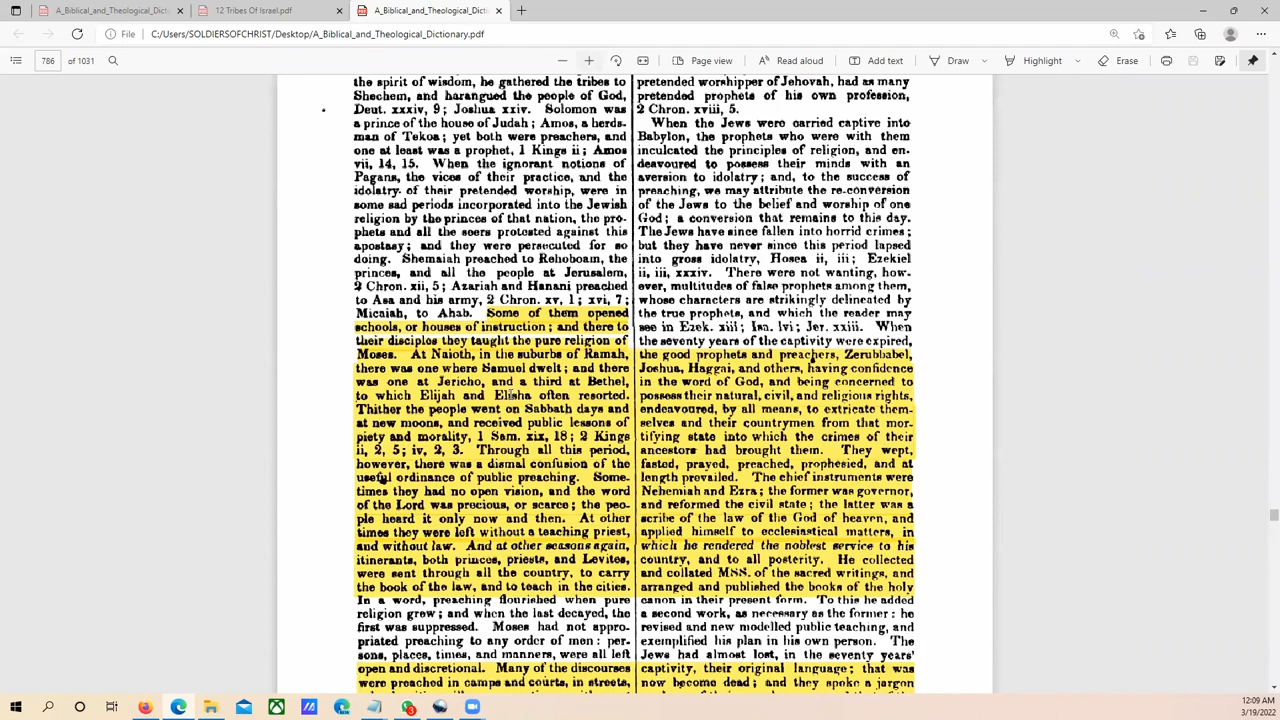 A_Biblical_and_Theological_Dictio
12 Tribes Of Israel.pdf
A_Biblical_and_Theological_Dictio
File
C:/Users/SOLDIERSOFCHRIST/Desktop/A_Biblical_and_Theological_Dictionary.pdf
786 of 1031
Page view
Read aloud
Add text
Draw
Highlight
Erase
the spirit of wisdom, he gathered the tribes to
Shechem, and harangued the people of God,
Deut. xxxiv, 9; Joshua xxiv. Solomon was
a prince of the house of Judah; Amos, a herds-
man of Tekoa; yet both were preachers, and
one at least was a prophet, 1 Kings ii; Amos
vii, 14, 15. When the ignorant notions of
Pagans, the vices of their practice, and the
idolatry of their pretended worship, were in
some sad periods incorporated into the Jewish
religion by the princes of that nation, the pro-
phets and all the seers protested against this
apostasy; and they were persecuted for so
doing. Shemaiah preached to Rehoboam, the
princes, and all the people at Jerusalem,
2 Chron. xii, 5; Azariah and Hanani preached
to Asa and his army, 2 Chron. xv, 1; xvi, 7;
Micaiah, to Ahab. Some of them opened
schools, or houses of instruction; and there to
their disciples they taught the pure religion of
Moses. At Naioth, in the suburbs of Ramah,
there was one where Samuel dwelt; and there
was one at Jericho, and a third at Bethel,
to which Elijah and Elisha often resorted.
Thither the people went on Sabbath days and
at new moons, and received public lessons of
piety and morality, 1 Sam. xix, 18; 2 Kings
ii, 2, 5; iv, 2, 3. Through all this period,
however, there was a dismal confusion of the
useful ordinance of public preaching. Some-
times they had no open vision, and the word
of the Lord was precious, or scarce; the peo-
ple heard it only now and then. At other
times they were left without a teaching priest,
and without law. And at other seasons again,
itinerants, both princes, priests, and Levites,
were sent through all the country, to carry
the book of the law, and to teach in the cities.
In a word, preaching flourished when pure
religion grew; and when the last decayed, the
first was suppressed. Moses had not appro-
priated preaching to any order of men: per-
sons, places, times, and manners, were all left
open and discretional. Many of the discourses
were preached in camps and courts, in streets,
pretended worshipper of Jehovah, had as many
pretended prophets of his own profession,
2 Chron. xviii, 5.
When the Jews were carried captive into
Babylon, the prophets who were with them
inculcated the principles of religion, and en-
deavoured to possess their minds with an
aversion to idolatry; and, to the success of
preaching, we may attribute the re-conversion
of the Jews to the belief and worship of one
God; a conversion that remains to this day.
The Jews have since fallen into horrid crimes;
but they have never since this period lapsed
into gross idolatry, Hosea ii, iii; Ezekiel
ii, iii, xxxiv. There were not wanting, how-
ever, multitudes of false prophets among them,
whose characters are strikingly delineated by
the true prophets, and which the reader may
see in Ezek. xiii; Isa. lvi; Jer. xxiii. When
the seventy years of the captivity were expired,
the good prophets and preachers, Zerubbabel,
Joshua, Haggai, and others, having confidence
in the word of God, and being concerned to
possess their natural, civil, and religious rights,
endeavoured, by all means, to extricate them-
selves and their countrymen from that mor-
tifying state into which the crimes of their
ancestors had brought them. They wept,
fasted, prayed, preached, prophesied, and at
length prevailed. The chief instruments were
Nehemiah and Ezra; the former was governor,
and reformed the civil state; the latter was a
scribe of the law of the God of heaven, and
applied himself to ecclesiastical matters, in
which he rendered the noblest service to his
country, and to all posterity. He collected
and collated MSS. of the sacred writings, and
arranged and published the books of the holy
canon in their present form. To this he added
a second work, as necessary as the former: he
revised and new modelled public teaching, and
exemplified his plan in his own person. The
Jews had almost lost, in the seventy years'
captivity, their original language; that was
now become dead; and they spoke a jargon
12:09 AM
3/19/2022